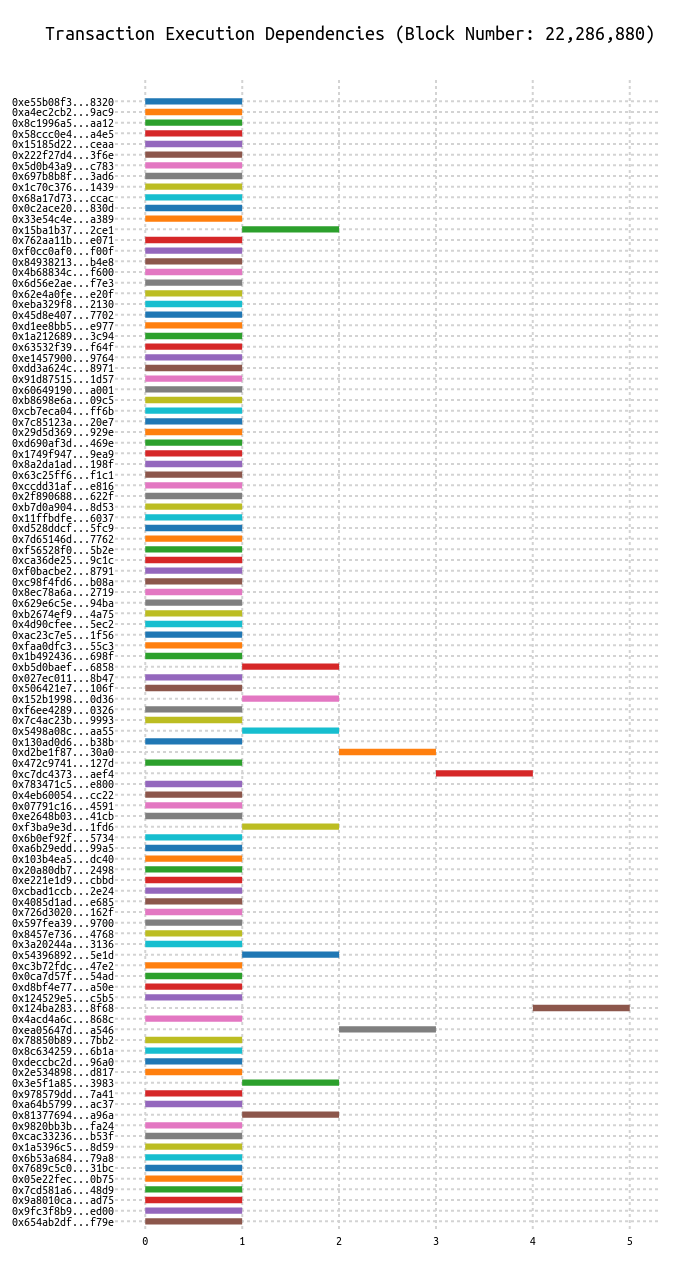 Transaction Execution Dependencies (Block Number: 22,286,880)
0xe55b08f3...8320
0xa4ec2cb2...9ac9
0x8c1996a5...aa12
0x58ccc0e4...a4e5
0x15185d22...ceaa
0x222f27d4...3f6e
0x5d0b43a9...c783
0x697b8b8f...3ad6
0x1c70c376...1439
0x68a17d73...ccac
0x0c2ace20...830d
0x33e54c4e...a389
0x15ba1b37...2ce1
0x762aa11b...e071
0xf0cc0af0...f00f
0x84938213...b4e8
0x4b68834c...f600
0x6d56e2ae...f7e3
0x62e4a0fe...e20f
0xeba329f8...2130
0x45d8e407...7702
0xd1ee8bb5...e977
0x1a212689...3c94
0x63532f39...f64f
0xe1457900...9764
0xdd3a624c...8971
0x91d87515...1d57
0x60649190...a001
0xb8698e6a...09c5
0xcb7eca04...ff6b
0x7c85123a...20e7
0x29d5d369...929e
0xd690af3d...469e
0x1749f947...9ea9
0x8a2da1ad...198f
0x63c25ff6...f1c1
0xccdd31af...e816
0x2f890688...622f
0xb7d0a904...8d53
0x11ffbdfe...6037
0xd528ddcf...5fc9
0x7d65146d...7762
0xf56528f0...5b2e
0xca36de25...9c1c
0xf0bacbe2...8791
0xc98f4fd6...b08a
0x8ec78a6a...2719
0x629e6c5e...94ba
0xb2674ef9...4a75
0x4d90cfee...5ec2
0xac23c7e5...1f56
0xfaa0dfc3...55c3
0x1b492436...698f
0xb5d0baef...6858
0x027ec011...8b47
0x506421e7...106f
0x152b1998...0d36
0xf6ee4289...0326
0x7c4ac23b...9993
0x5498a08c...aa55
0x130ad0d6...b38b
0xd2be1f87...30a0
0x472c9741...127d
0xc7dc4373...aef4
0x783471c5...e800
0x4eb60054...cc22
0x07791c16...4591
0xe2648b03...41cb
0xf3ba9e3d...1fd6
0x6b0ef92f...5734
0xa6b29edd...99a5
0x103b4ea5...dc40
0x20a80db7...2498
0xe221e1d9...cbbd
0xcbad1ccb...2e24
0x4085d1ad...e685
0x726d3020...162f
0x597fea39...9700
0x8457e736...4768
0x3a20244a...3136
0x54396892...5e1d
0xc3b72fdc...47e2
0x0ca7d57f...54ad
0xd8bf4e77...a50e
0x124529e5...c5b5
0x124ba283...8f68
0x4acd4a6c...868c
0xea05647d...a546
0x78850b89...7bb2
0x8c634259...6b1a
0xdeccbc2d...96a0
0x2e534898...d817
0x3e5f1a85...3983
0x978579dd...7a41
0xa64b5799...ac37
0x81377694...a96a
0x9820bb3b...fa24
0xcac33236...b53f
0x1a5396c5...8d59
0x6b53a684...79a8
0x7689c5c0...31bc
0x05e22fec...0b75
0x7cd581a6...48d9
0x9a8010ca...ad75
0x9fc3f8b9...ed00
0x654ab2df...f79e
0 1 2 3 4 5